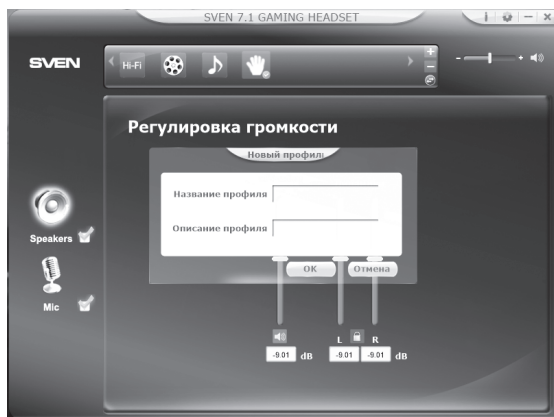 SVEN 7.1 GAMING HEADSET
SVEN
Hi-Fi
Регулировка громкости
Новый профиль
Название профиля
Описание профиля
Speakers
OK
Отмена
Mic
L
R
-9.01 dB
-9.01
-9.01 dB